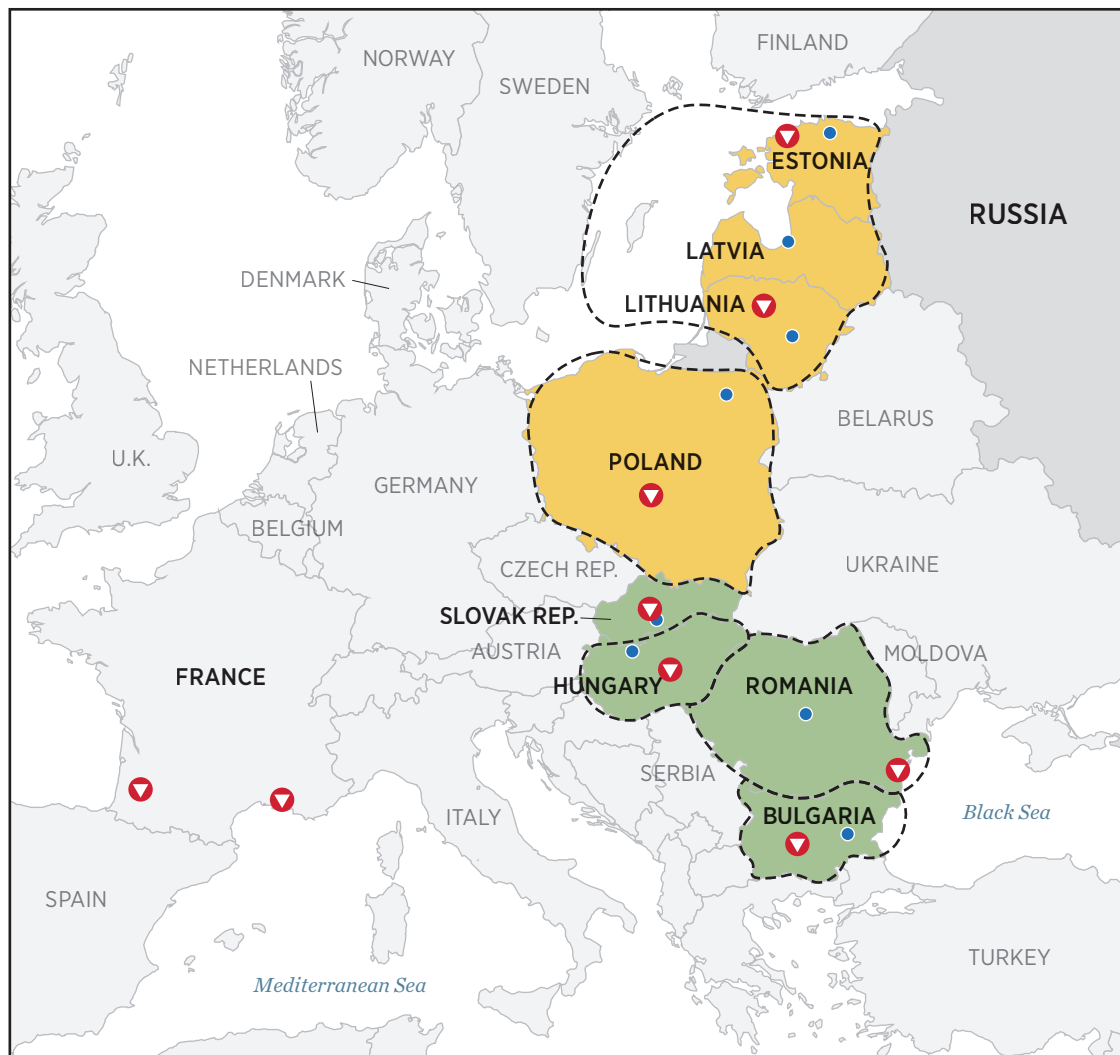 FINLAND
NORWAY
SWEDEN
ESTONIA
RUSSIA
LATVIA
DENMARK
LITHUANIA
NETHERLANDS
BELARUS
U.K.
POLAND
GERMANY
BELGIUM
UKRAINE
CZECH REP.
SLOVAK REP.
AUSTRIA
MOLDOVA
FRANCE
HUNGARY
ROMANIA
SERBIA
ITALY
BULGARIA
Black Sea
SPAIN
TURKEY
Mediterranean Sea